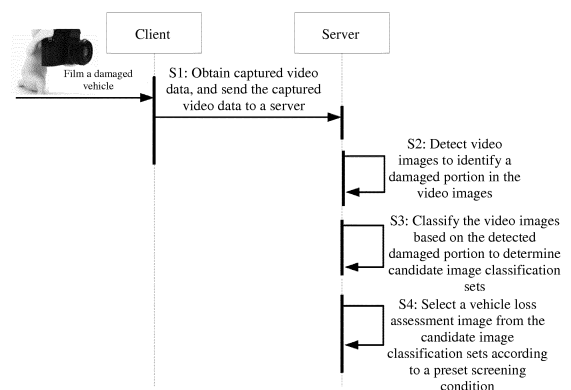 Client
Server
Film a damaged
vehicle
S1: Obtain captured video
data, and send the captured
video data to a server
S2: Detect video
images to identify a
damaged portion in the
video images
S3: Classify the video images
based on the detected
damaged portion to determine
candidate image classification
sets
S4: Select a vehicle loss
assessment image from the
candidate image
classification sets according
to a preset screening
condition